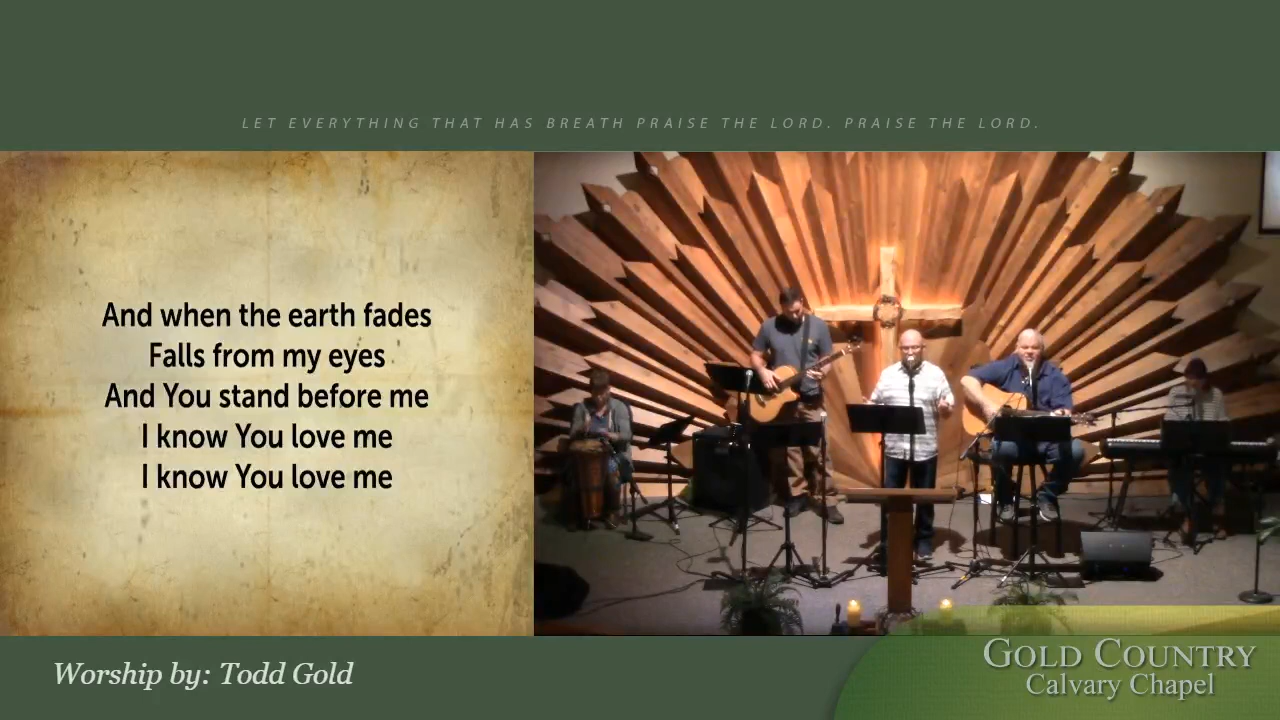 LET EVERYTHING THAT HAS BREATH PRAISE THE LORD. PRAISE THE LORD.
And when the earth fades
Falls from my eyes
And You stand before me
I know You love me
I know You love me
Worship by: Todd Gold
GOLD COUNTRY
Calvary Chapel